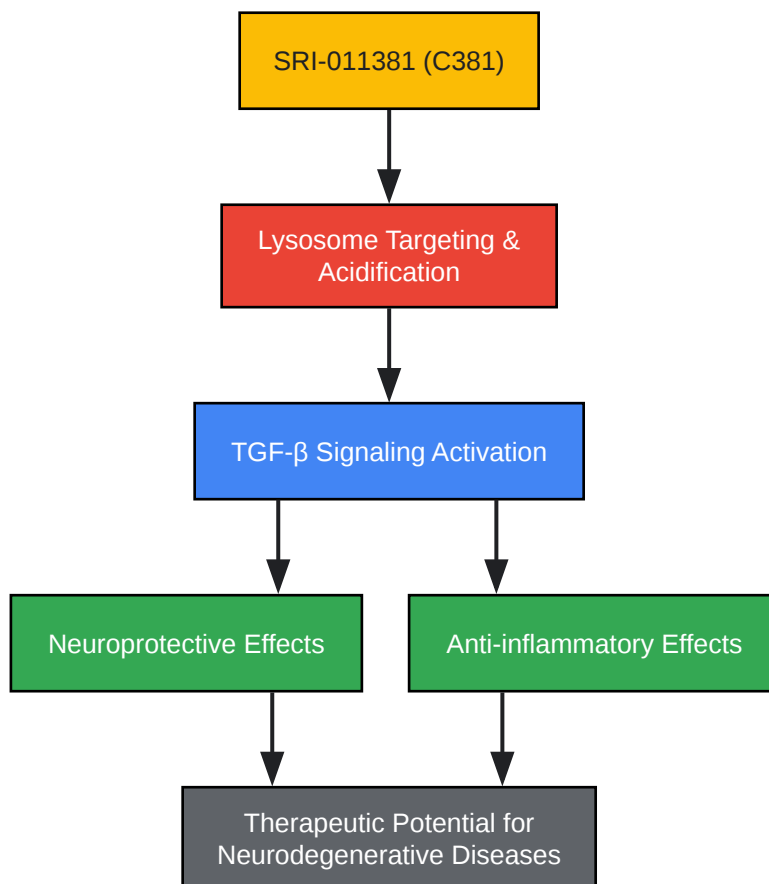 SRI-011381 (C381)
Lysosome Targeting &
Acidification
TGF-β Signaling Activation
Neuroprotective Effects
Anti-inflammatory Effects
Therapeutic Potential for
Neurodegenerative Diseases